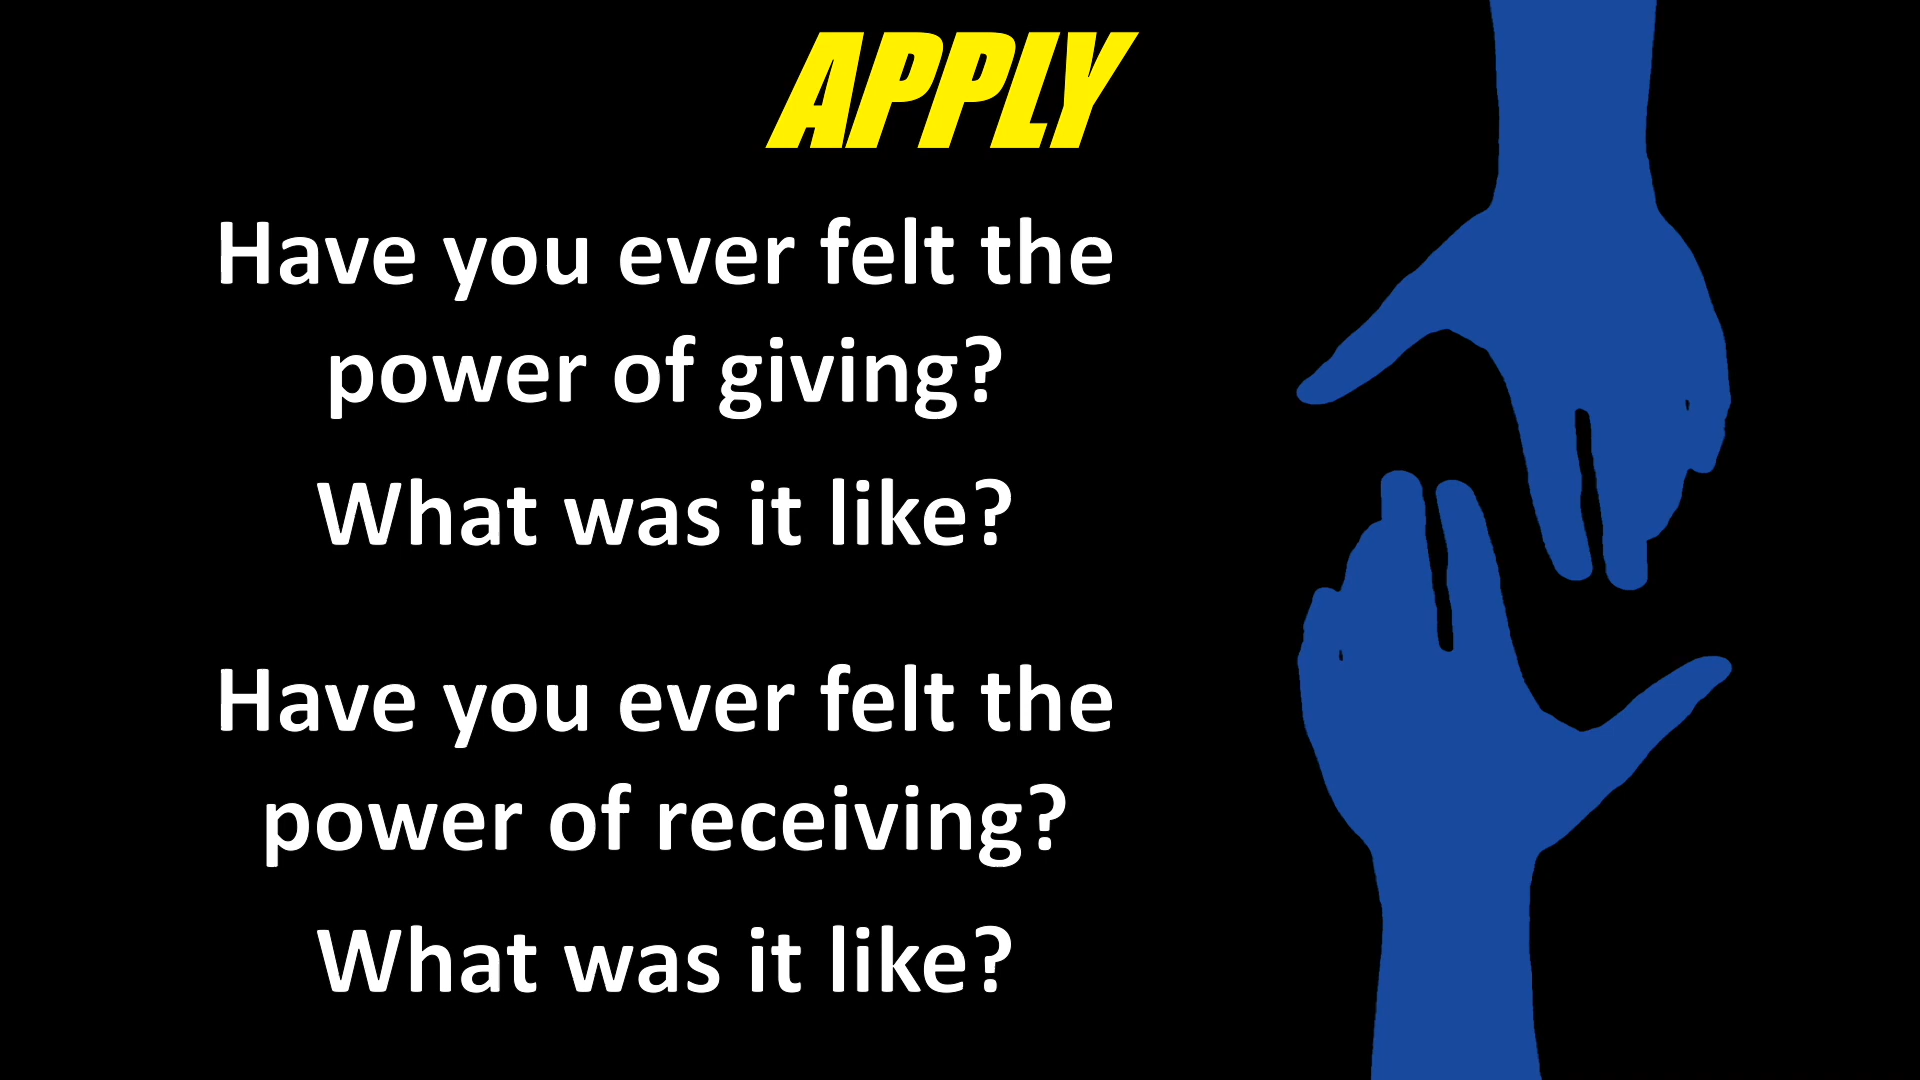 APPLY
Have you ever felt the
power of giving?
What was it like?
Have you ever felt the
power of receiving?
What was it like?